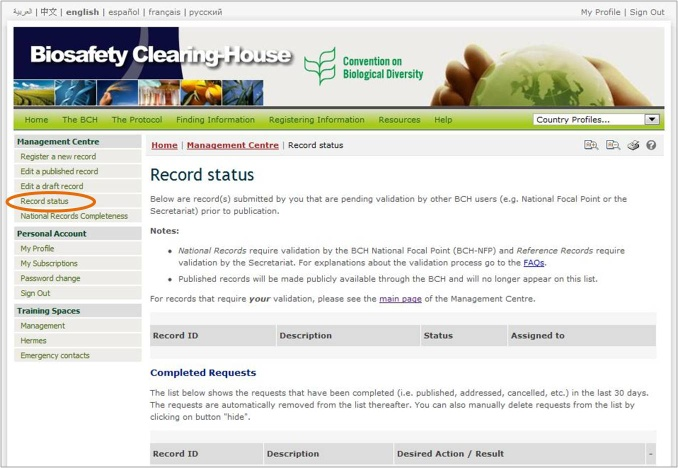 العربية | 中文 | english | español | français | русский
My Profile | Sign Out
Biosafety Clearing-House
Convention on
Biological Diversity
Home The BCH The Protocol Finding Information Registering Information Resources Help Country Profiles...
Management Centre
Register a new record
Edit a published record
Edit a draft record
Record status
National Records Completeness
Personal Account
My Profile
My Subscriptions
Password change
Sign Out
Training Spaces
Management
Hermes
Emergency contacts
Home | Management Centre | Record status
Record status
Below are record(s) submitted by you that are pending validation by other BCH users (e.g. National Focal Point or the
Secretariat) prior to publication.
Notes:
• National Records require validation by the BCH National Focal Point (BCH-NFP) and Reference Records require
validation by the Secretariat. For explanations about the validation process go to the FAQs.
• Published records will be made publicly available through the BCH and will no longer appear on this list.
For records that require your validation, please see the main page of the Management Centre.
Record ID Description Status Assigned to
Completed Requests
The list below shows the requests that have been completed (i.e. published, addressed, cancelled, etc.) in the last 30 days.
The requests are automatically removed from the list thereafter. You can also manually delete requests from the list by
clicking on button "hide".
Record ID Description Desired Action / Result -